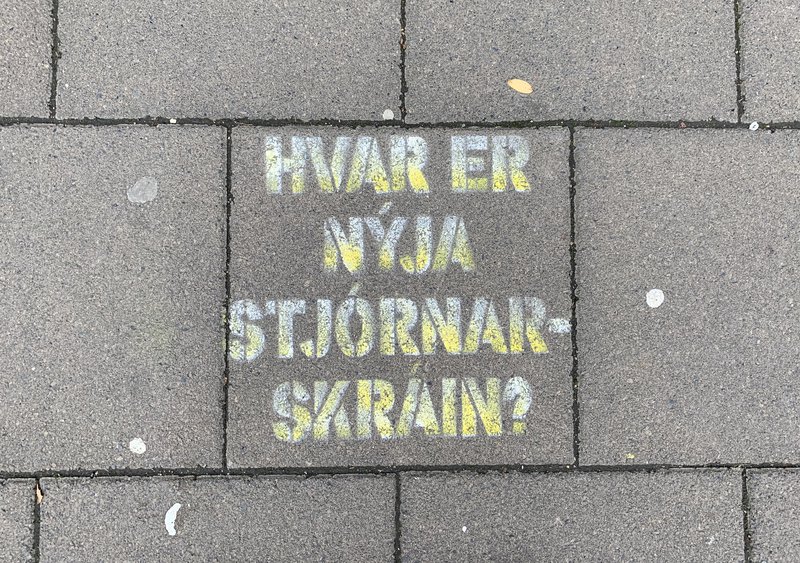 HVAR ER
NÝJA
STJÓRNAR-
SKRÁIN?